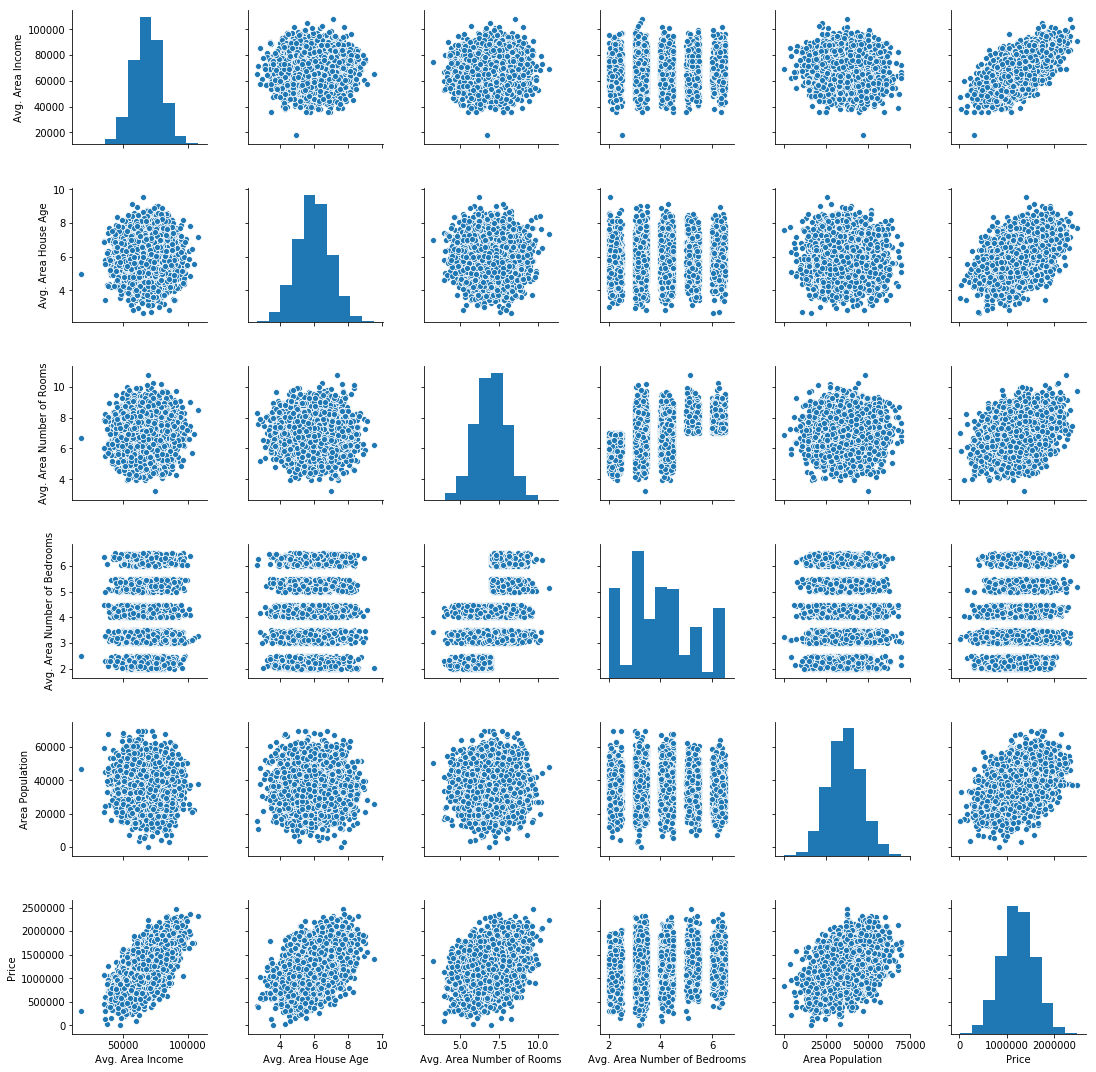 Avg. Area Income
100000
80000
60000
40000
20000
Avg. Area House Age
10
8
6
4
Avg. Area Number of Rooms
10
8
6
4
Avg. Area Number of Bedrooms
6
5
4
3
2
Area Population
60000
40000
20000
0
Price
2500000
2000000
1500000
1000000
500000
0
50000 100000
4 6 8 10
5.0 7.5 10.0
2 4 6
0 25000 50000 75000
0 1000000 2000000
Avg. Area Income
Avg. Area House Age
Avg. Area Number of Rooms
Avg. Area Number of Bedrooms
Area Population
Price